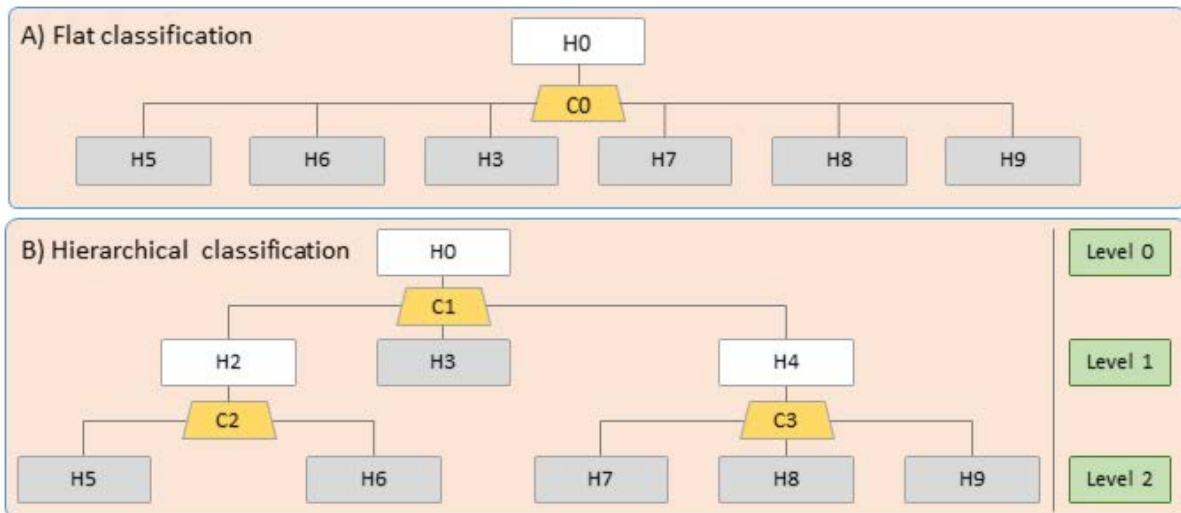 A) Flat classification
H0
C0
H5 H6 H3 H7 H8 H9
B) Hierarchical classification
H0
Level 0
C1
H2 H3 H4
Level 1
C2 C3
H5 H6 H7 H8 H9
Level 2